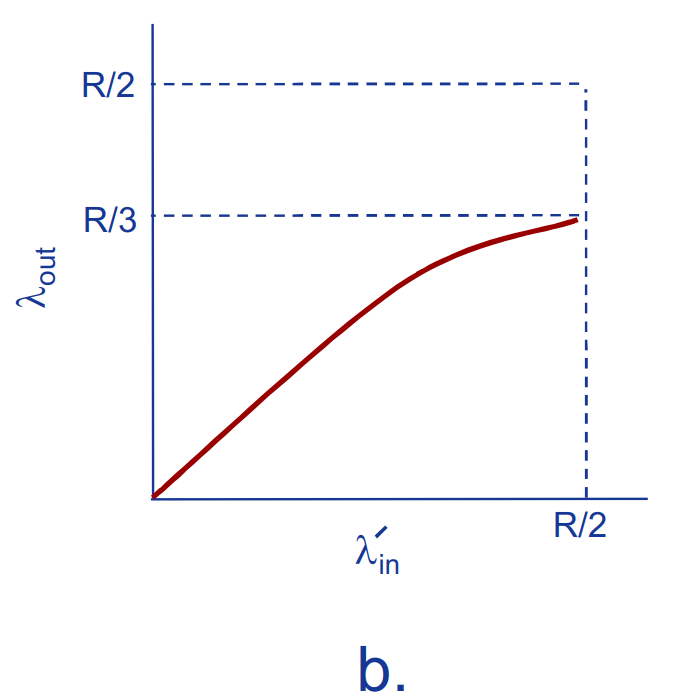 R/2
R/3
λout
R/2
λ′in
b.